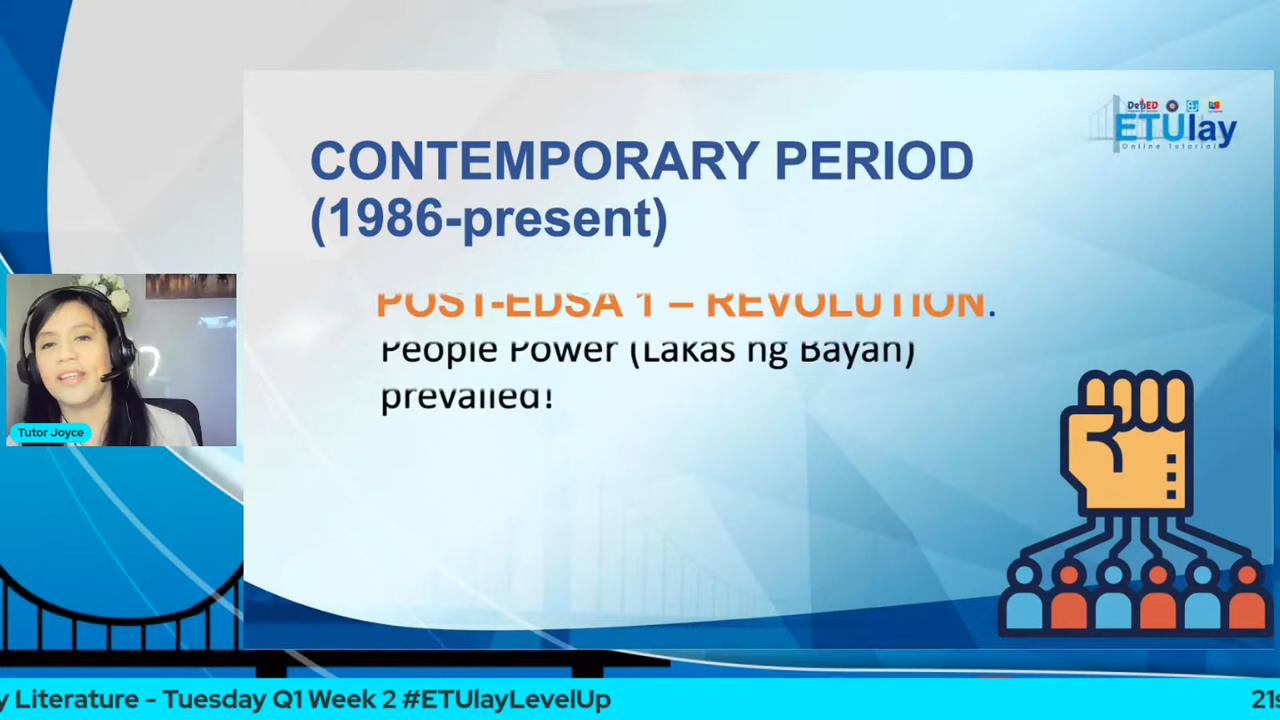 DepED
ETUlay
Online Tutorial
CONTEMPORARY PERIOD
(1986-present)
POST-EDSA 1 – REVOLUTION.
People Power (Lakas ng Bayan)
prevailed!
Tutor Joyce
y Literature - Tuesday Q1 Week 2 #ETUlayLevelUp
21s